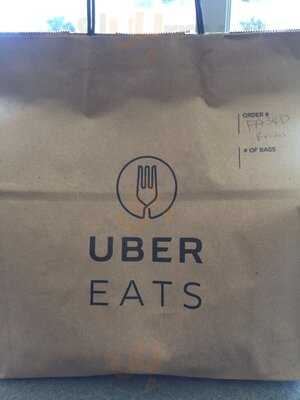 ORDER #
# OF BAGS
UBER
EATS